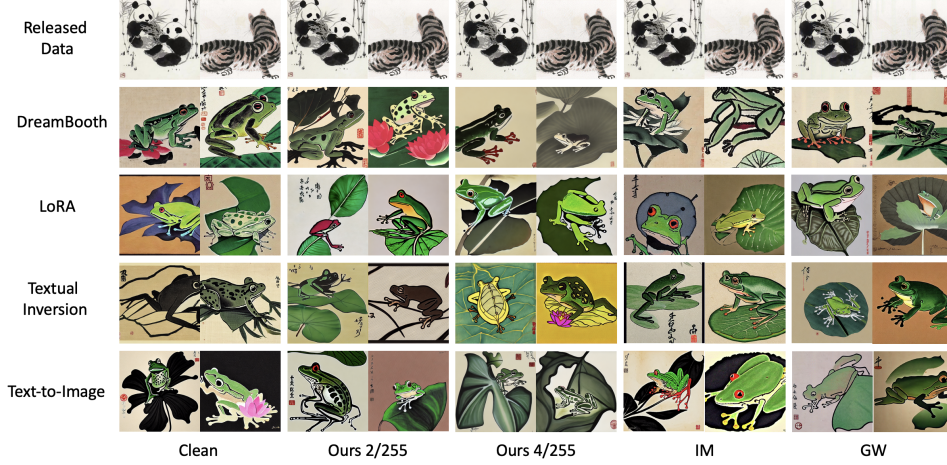 Released
Data
DreamBooth
LoRA
Textual
Inversion
Text-to-Image
Clean
Ours 2/255
Ours 4/255
IM
GW